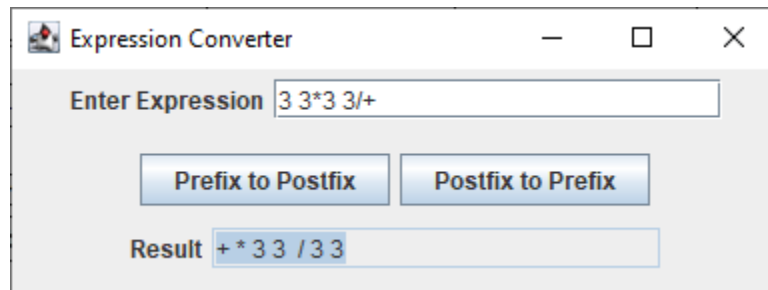 Expression Converter
Enter Expression 3 3*3 3/+
Prefix to Postfix Postfix to Prefix
Result + * 3 3  / 3 3